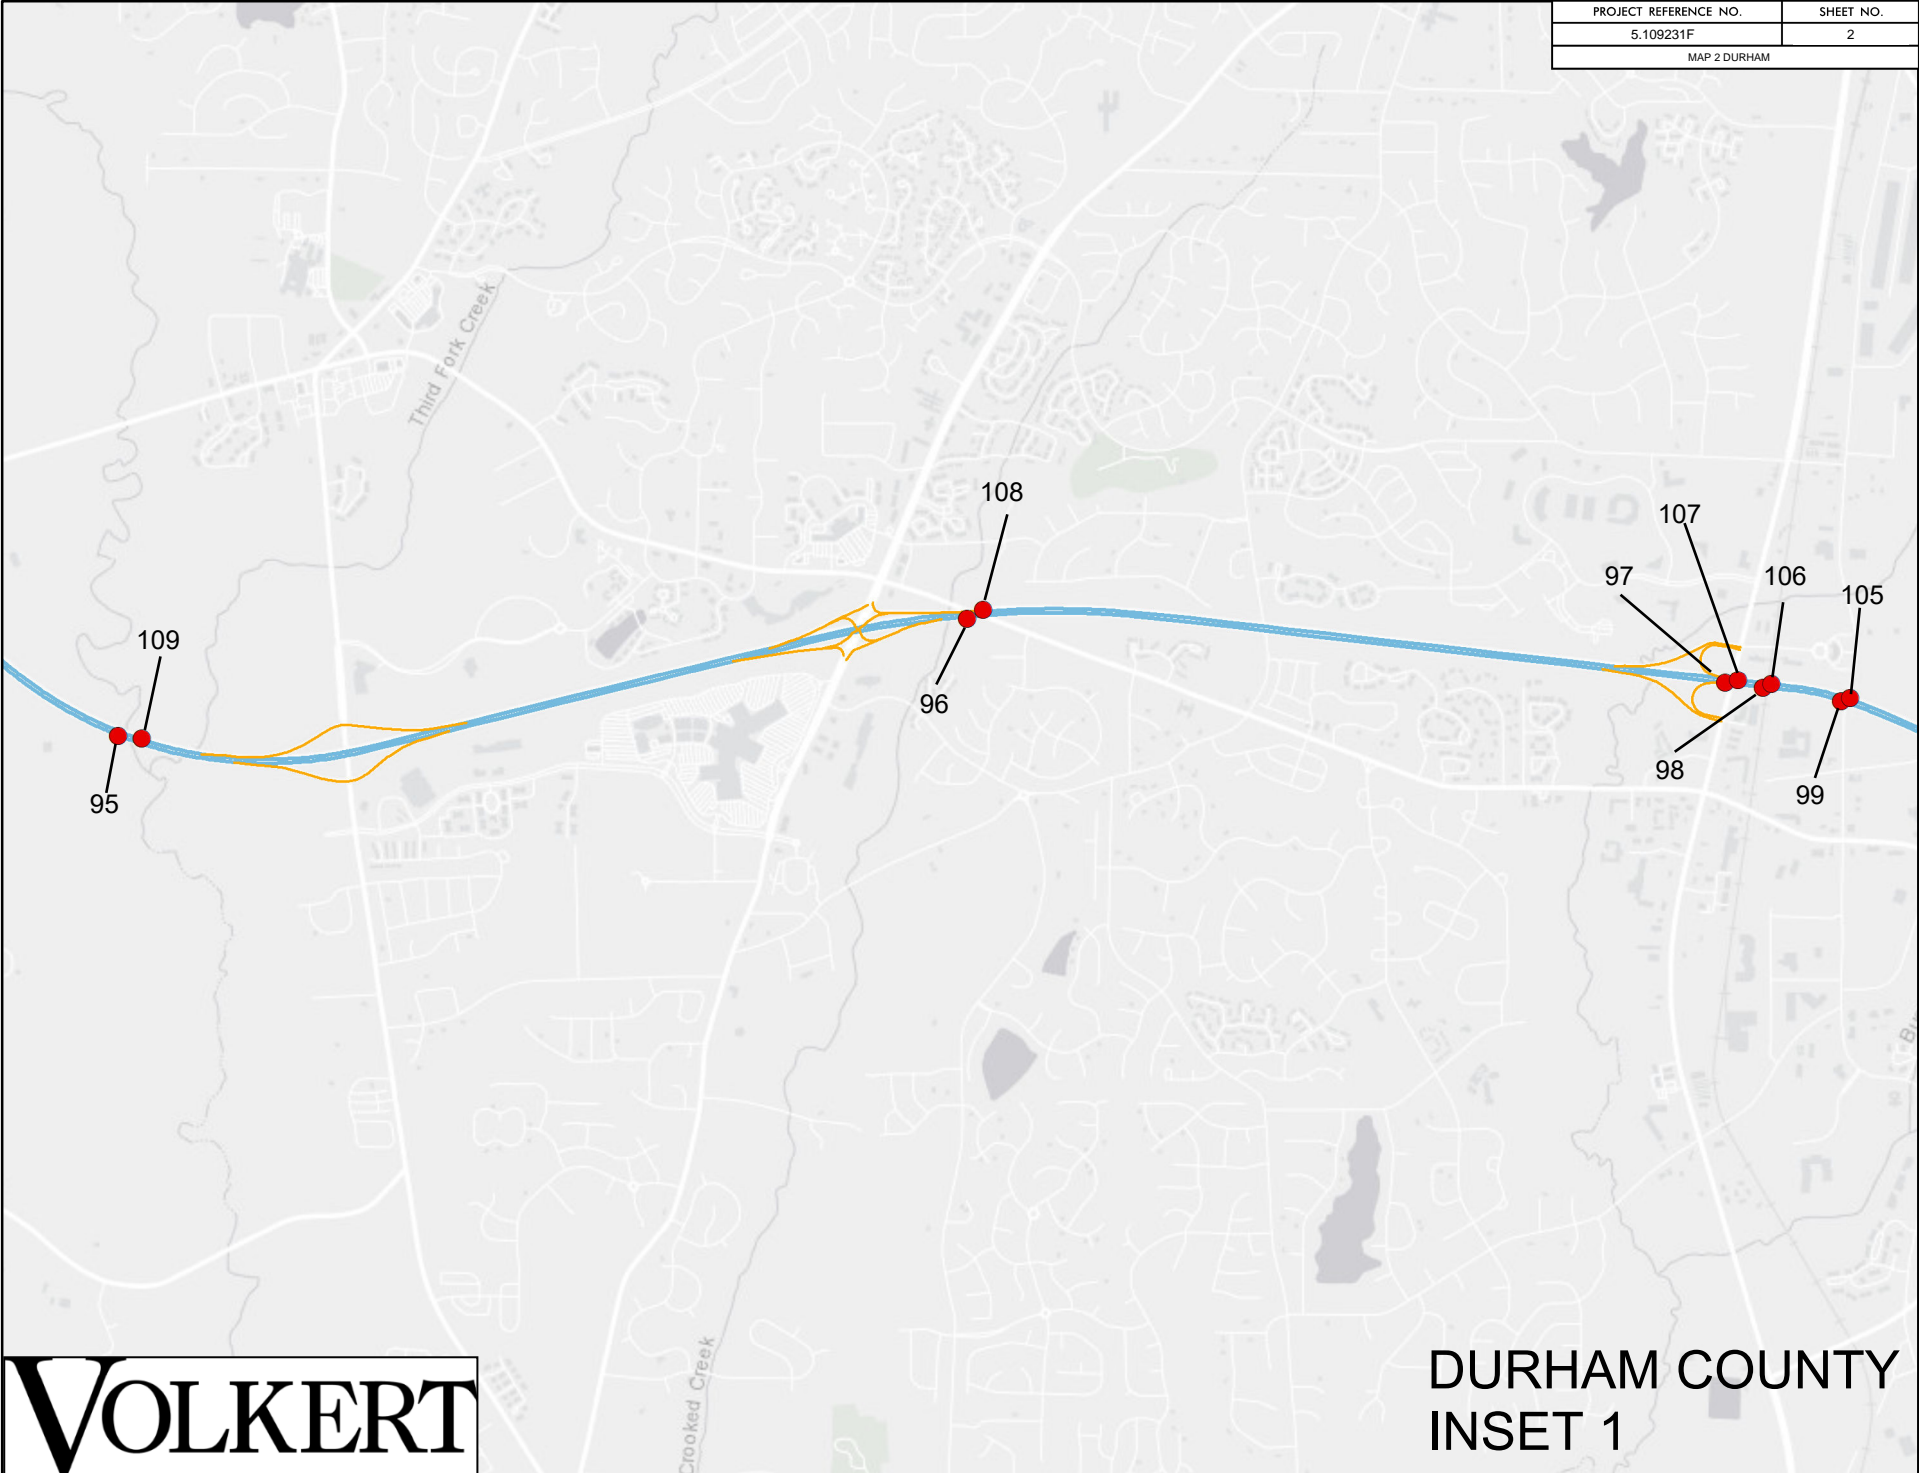 PROJECT REFERENCE NO. SHEET NO.
5.109231F 2
MAP 2 DURHAM
Third Fork Creek
108
107
97
106
105
109
96
98
99
95
Crooked Creek
DURHAM COUNTY
INSET 1
VOLKERT